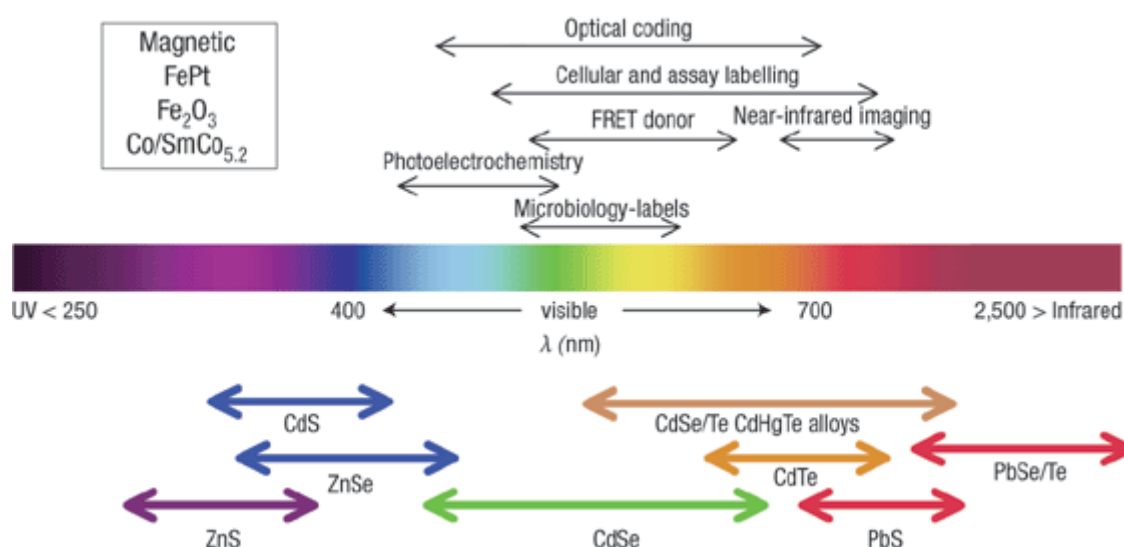 Magnetic
FePt
Fe₂O₃
Co/SmCo₅.₂
Optical coding
Cellular and assay labelling
FRET donor
Near-infrared imaging
Photoelectrochemistry
Microbiology-labels
UV < 250 400 visible 700 2,500 > Infrared
λ (nm)
CdS
CdSe/Te CdHgTe alloys
ZnSe
CdTe
PbSe/Te
ZnS
CdSe
PbS